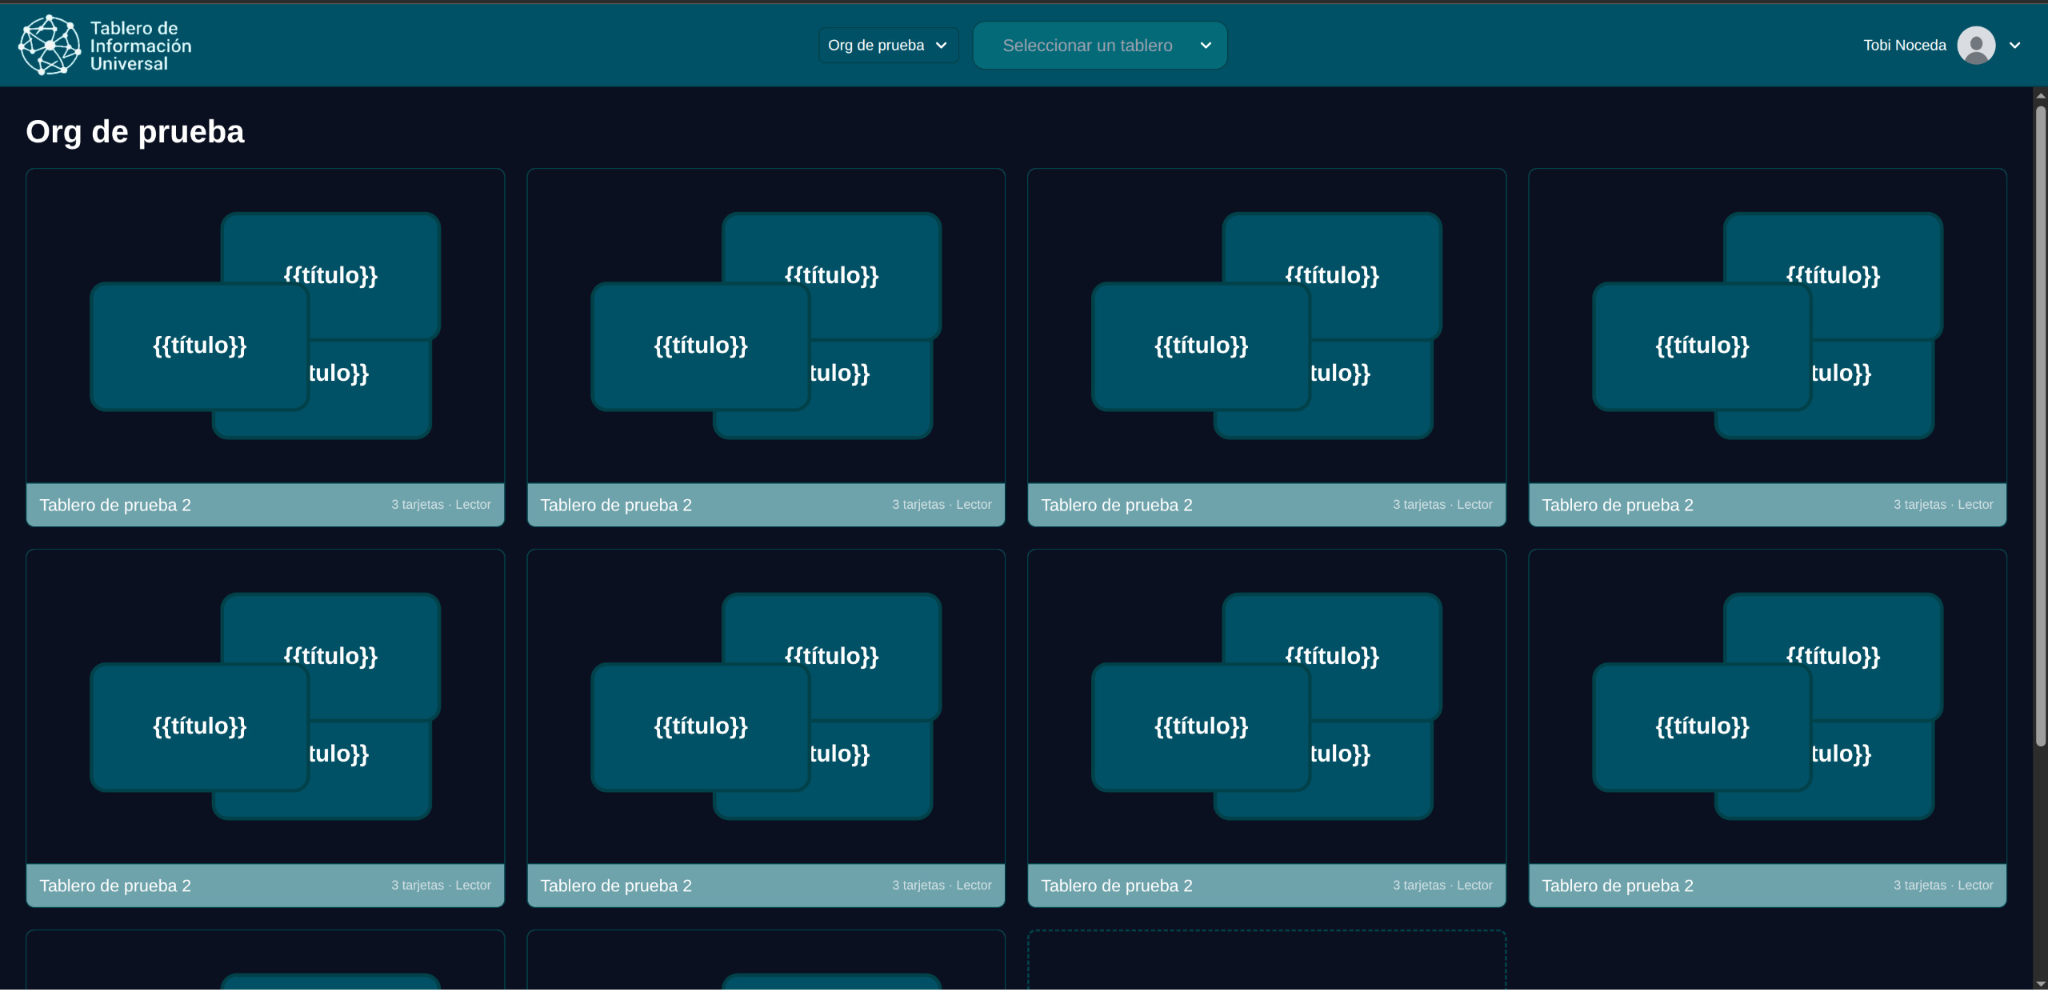 Tablero de
Información
Universal
Org de prueba
Seleccionar un tablero
Tobi Noceda
Org de prueba
{{título}}
{{título}}
tulo}}
{{título}}
{{título}}
tulo}}
{{título}}
{{título}}
tulo}}
{{título}}
{{título}}
tulo}}
Tablero de prueba 2
3 tarjetas · Lector
Tablero de prueba 2
3 tarjetas · Lector
Tablero de prueba 2
3 tarjetas · Lector
Tablero de prueba 2
3 tarjetas · Lector
{{título}}
{{título}}
tulo}}
{{título}}
{{título}}
tulo}}
{{título}}
{{título}}
tulo}}
{{título}}
{{título}}
tulo}}
Tablero de prueba 2
3 tarjetas · Lector
Tablero de prueba 2
3 tarjetas · Lector
Tablero de prueba 2
3 tarjetas · Lector
Tablero de prueba 2
3 tarjetas · Lector